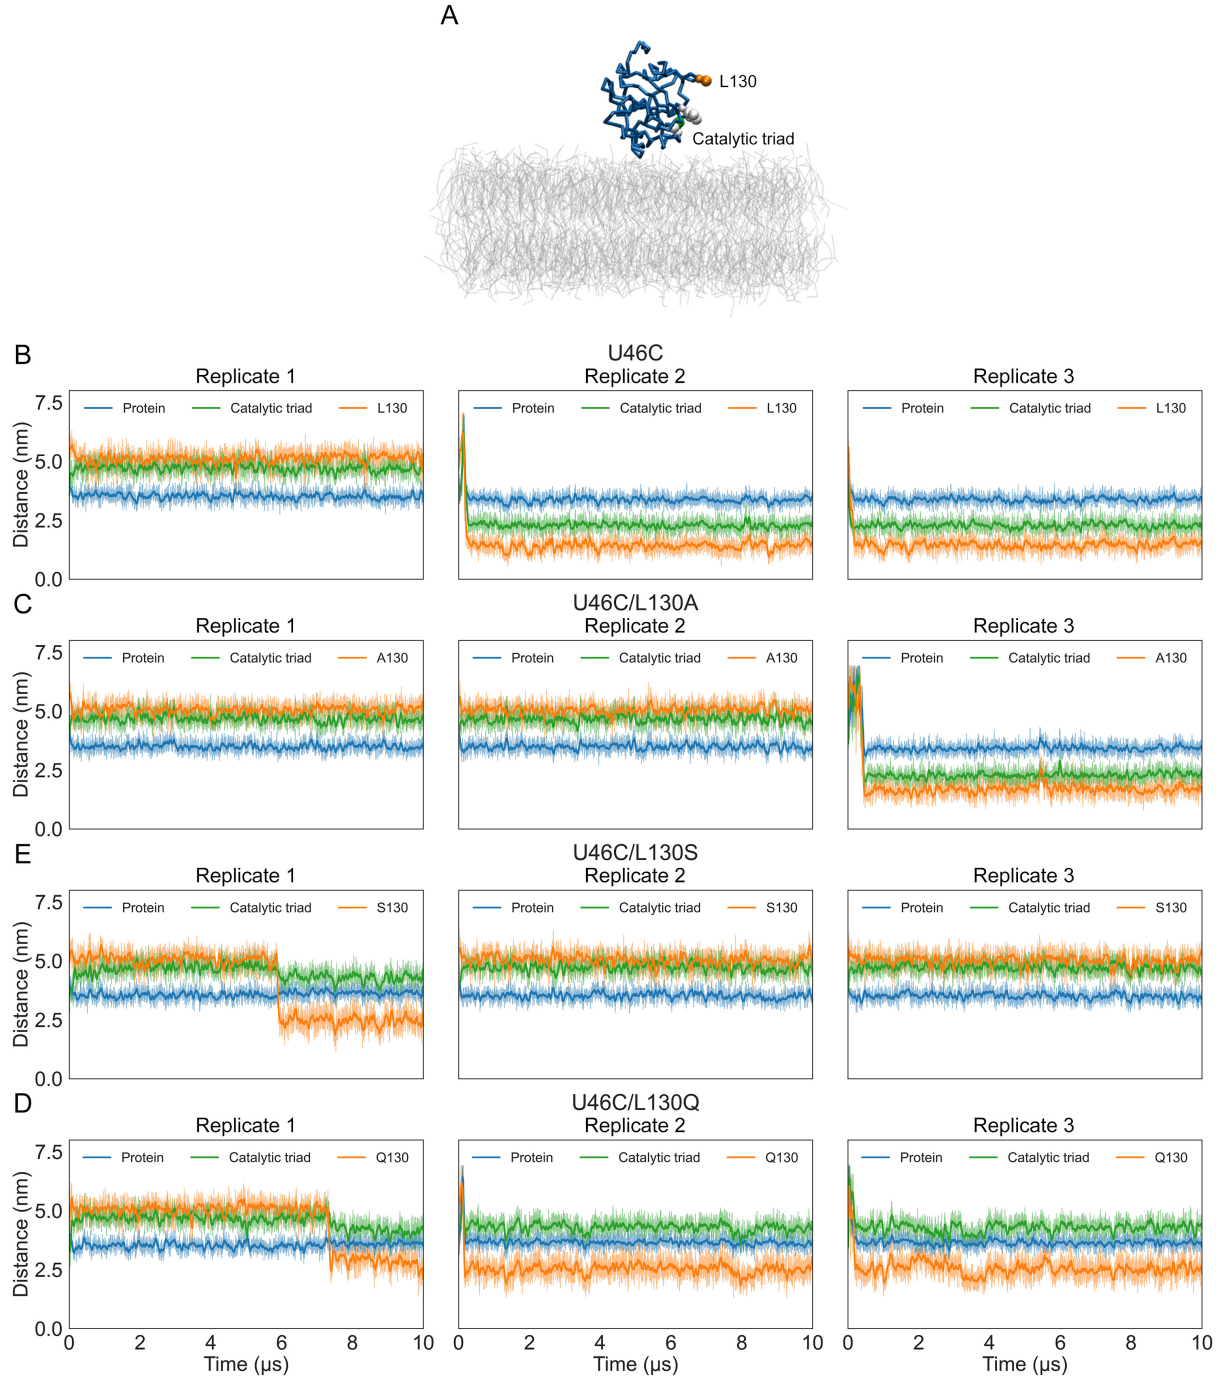 A
L130
Catalytic triad
B
U46C
Replicate 1
Replicate 2
Replicate 3
7.5
5.0
2.5
0.0
Distance (nm)
Protein
Catalytic triad
L130
Protein
Catalytic triad
L130
Protein
Catalytic triad
L130
C
U46C/L130A
Replicate 1
Replicate 2
Replicate 3
7.5
5.0
2.5
0.0
Distance (nm)
Protein
Catalytic triad
A130
Protein
Catalytic triad
A130
Protein
Catalytic triad
A130
E
U46C/L130S
Replicate 1
Replicate 2
Replicate 3
7.5
5.0
2.5
0.0
Distance (nm)
Protein
Catalytic triad
S130
Protein
Catalytic triad
S130
Protein
Catalytic triad
S130
D
U46C/L130Q
Replicate 1
Replicate 2
Replicate 3
7.5
5.0
2.5
0.0
Distance (nm)
Protein
Catalytic triad
Q130
Protein
Catalytic triad
Q130
Protein
Catalytic triad
Q130
0 2 4 6 8 10
0 2 4 6 8 10
0 2 4 6 8 10
Time (μs)
Time (μs)
Time (μs)